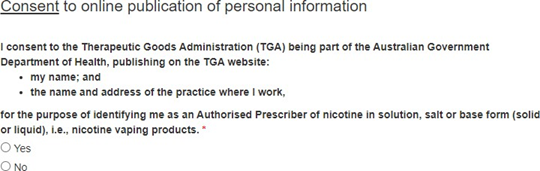 Consent to online publication of personal information
I consent to the Therapeutic Goods Administration (TGA) being part of the Australian Government
Department of Health, publishing on the TGA website:
• my name; and
• the name and address of the practice where I work,
for the purpose of identifying me as an Authorised Prescriber of nicotine in solution, salt or base form (solid
or liquid), i.e., nicotine vaping products. *
Yes
No